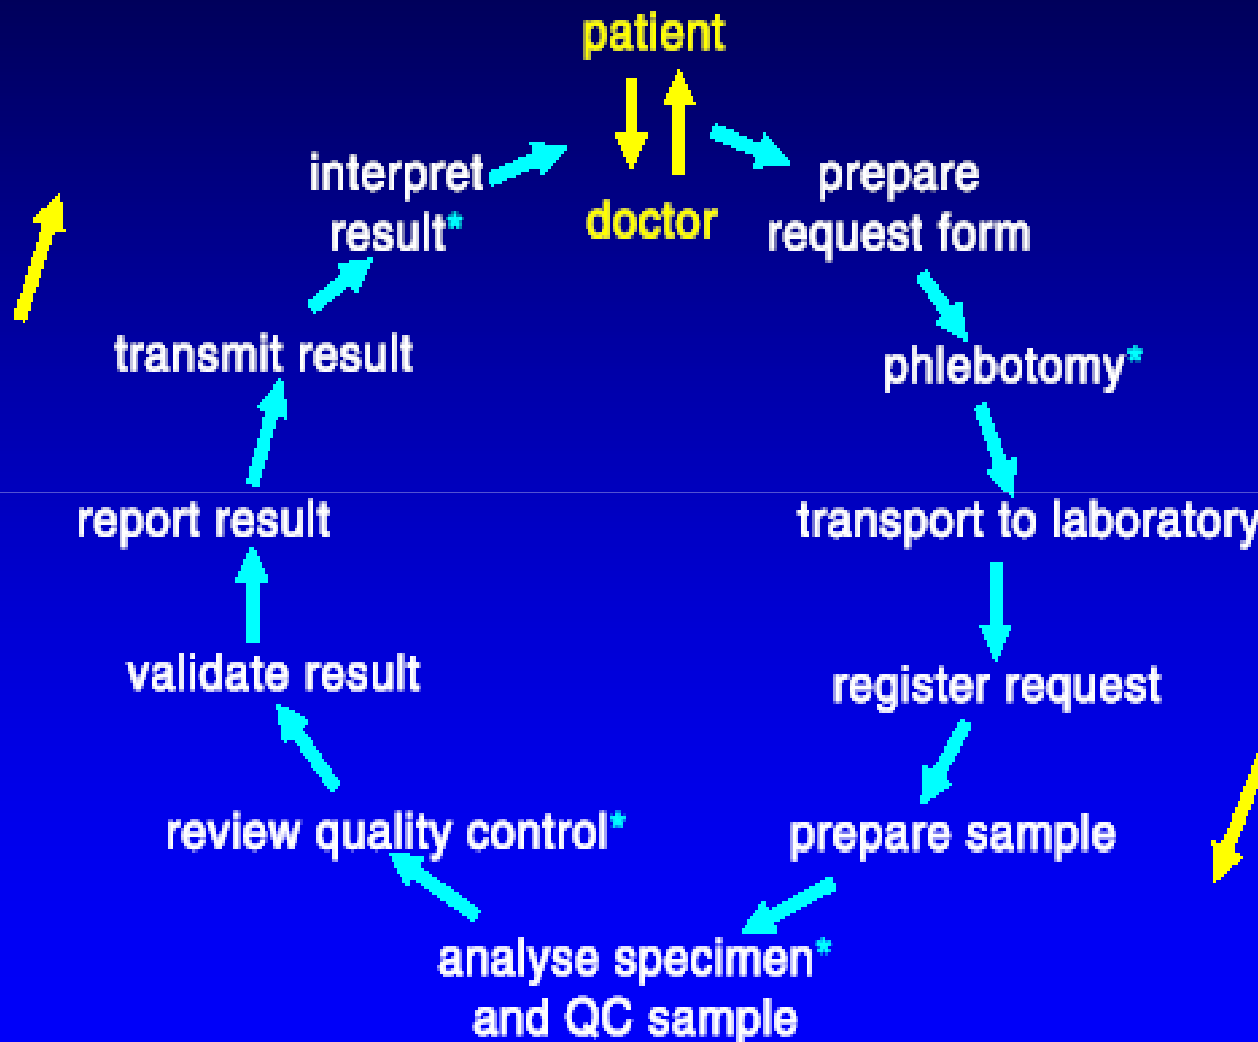 patient
doctor
prepare
request form
phlebotomy*
transport to laboratory
register request
prepare sample
analyse specimen*
and QC sample
review quality control*
validate result
report result
transmit result
interpret
result*